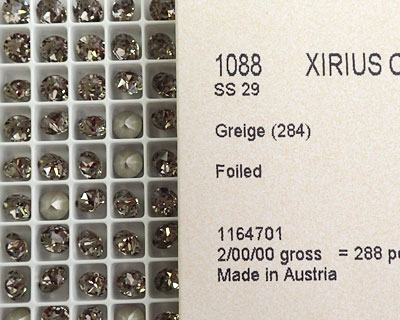 1088 XIRIUS C
SS 29
Greige (284)
Foiled
1164701
2/00/00 gross = 288 p
Made in Austria